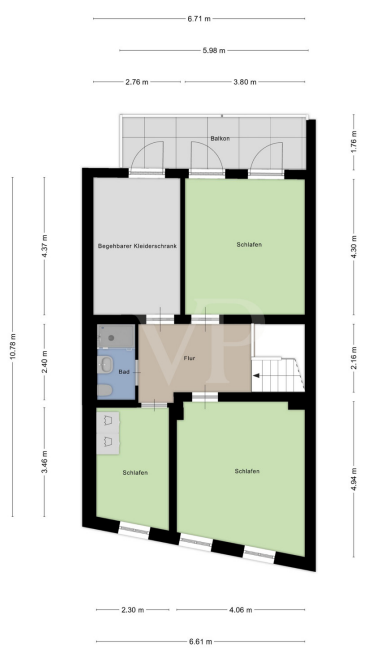 6.71 m
5.98 m
2.76 m
3.80 m
Balkon
1.76 m
4.37 m
Begehbarer Kleiderschrank
Schlafen
4.30 m
10.78 m
VP
2.40 m
Bad
Flur
2.16 m
3.46 m
Schlafen
Schlafen
4.94 m
2.30 m
4.06 m
6.61 m